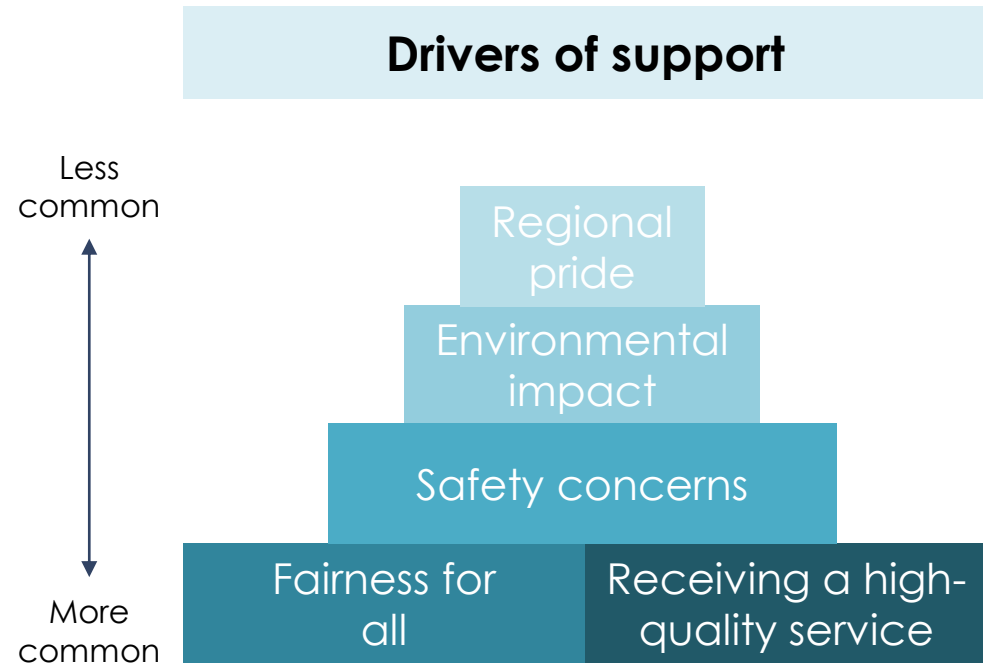 Drivers of support
Less
common
Regional
pride
Environmental
impact
Safety concerns
Fairness for
all
Receiving a high-
quality service
More
common